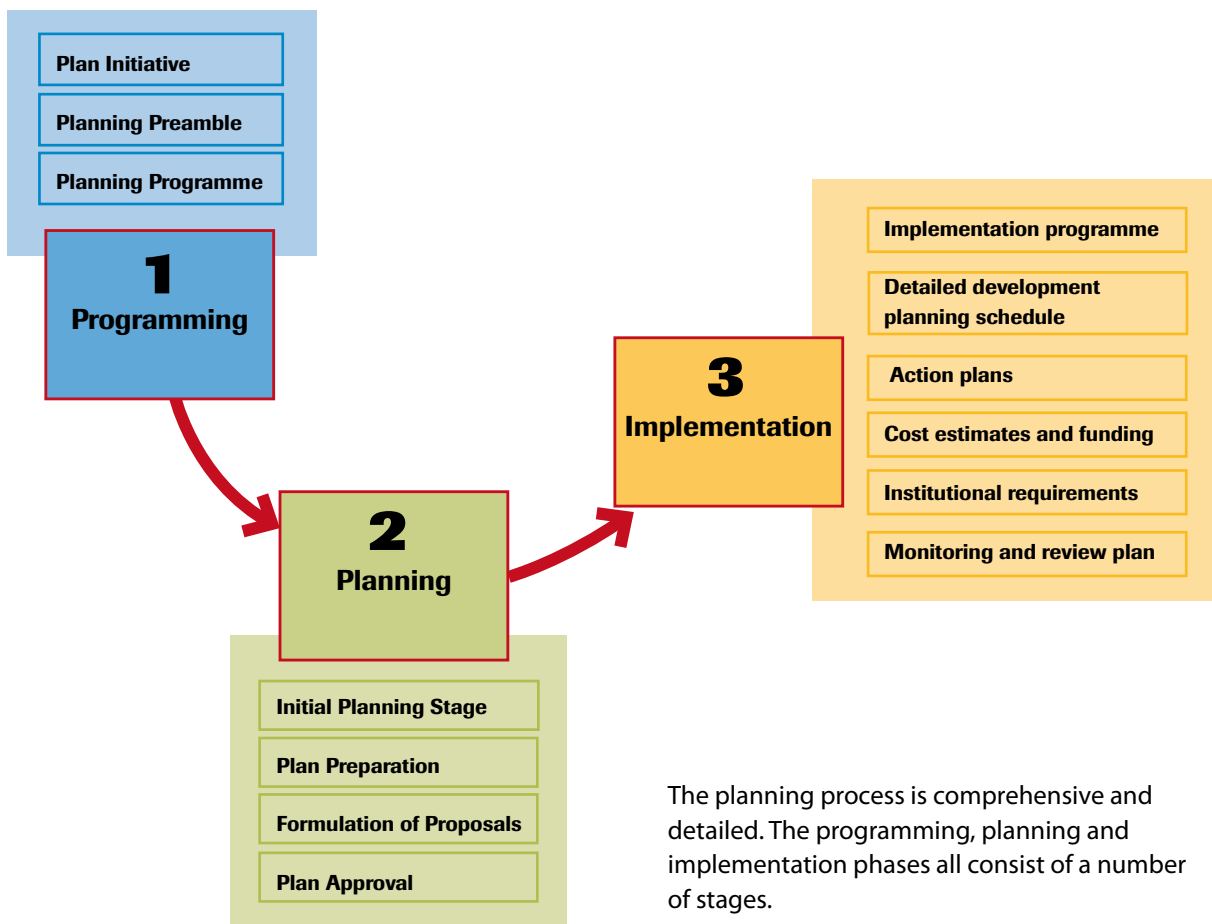 Plan Initiative
Planning Preamble
Planning Programme
1
Programming
2
Planning
Initial Planning Stage
Plan Preparation
Formulation of Proposals
Plan Approval
3
Implementation
Implementation programme
Detailed development
planning schedule
Action plans
Cost estimates and funding
Institutional requirements
Monitoring and review plan
The planning process is comprehensive and
detailed. The programming, planning and
implementation phases all consist of a number
of stages.